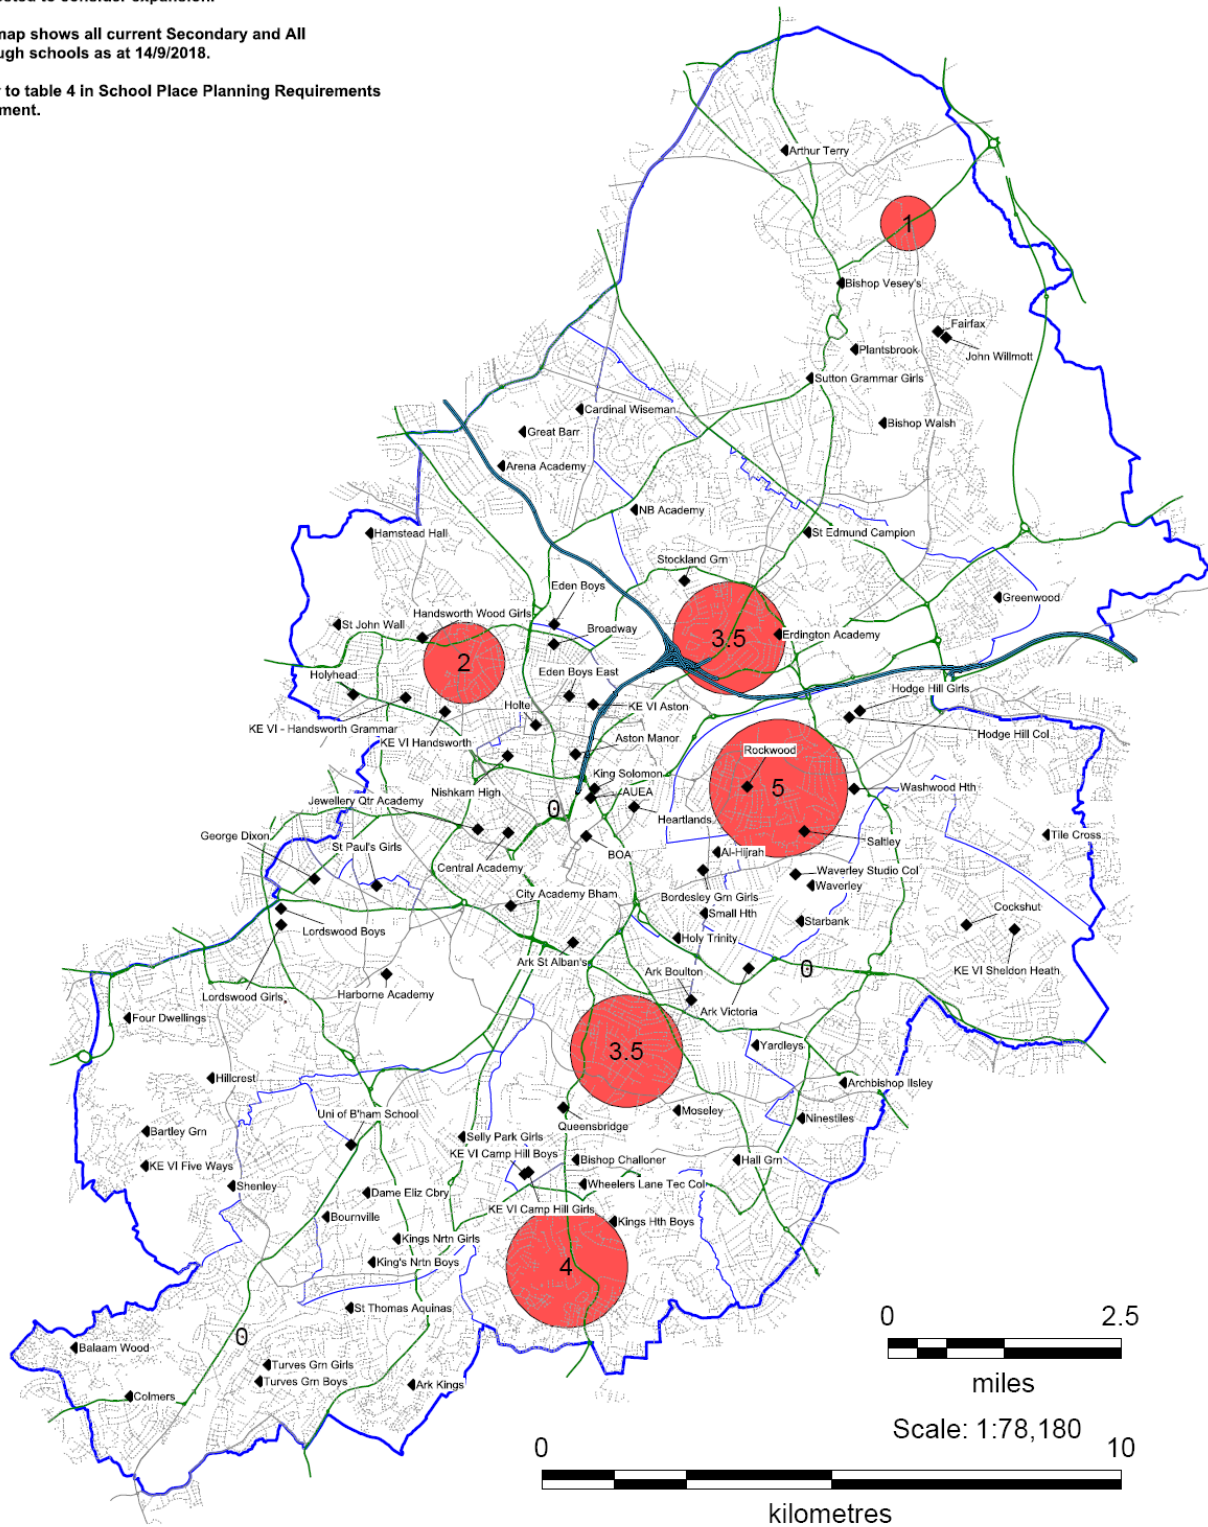 map shows all current Secondary and All
schools as at 14/9/2018.
to table 4 in School Place Planning Requirements
Arthur Terry
1
Bishop Vesey's
Fairfax
John Willmott
Plantsbrook
Sutton Grammar Girls
Cardinal Wiseman
Bishop Walsh
Great Barr
Arena Academy
NB Academy
St Edmund Campion
Hamstead Hall
Stockland Grn
Eden Boys
Greenwood
Handsworth Wood Girls
St John Wall
Broadway
3.5
Erdington Academy
2
Eden Boys East
Holyhead
Hodge Hill Girls
Holte
KE VI Aston
KE VI - Handsworth Grammar
KE VI Handsworth
Aston Manor
Hodge Hill Col
Rockwood
King Solomon
5
Washwood Hth
Nishkam High
AUEA
Jewellery Qtr Academy
0
Heartlands
George Dixon
St Paul's Girls
Saltley
Tile Cross
BOA
Al-Hijrah
Central Academy
Waverley Studio Col
Waverley
City Academy Bham
Bordesley Grn Girls
Small Hth
Cockshut
Starbank
Lordswood Boys
Holy Trinity
Ark St Alban's
Ark Boulton
0
KE VI Sheldon Heath
Lordswood Girls
Harborne Academy
Ark Victoria
Four Dwellings
3.5
Yardleys
Hillcrest
Archbishop Ilsley
Uni of B'ham School
Moseley
Ninestiles
Queensbridge
Bartley Grn
Selly Park Girls
KE VI Camp Hill Boys
Bishop Challoner
Hall Grn
KE VI Five Ways
Shenley
Wheelers Lane Tec Col
Dame Eliz Cbry
KE VI Camp Hill Girls
Bournville
Kings Hth Boys
Kings Nrtn Girls
King's Nrtn Boys
4
St Thomas Aquinas
0
Balaam Wood
Turves Grn Girls
Turves Grn Boys
Ark Kings
Colmers
0 2.5
miles
Scale: 1:78,180
0 10
kilometres